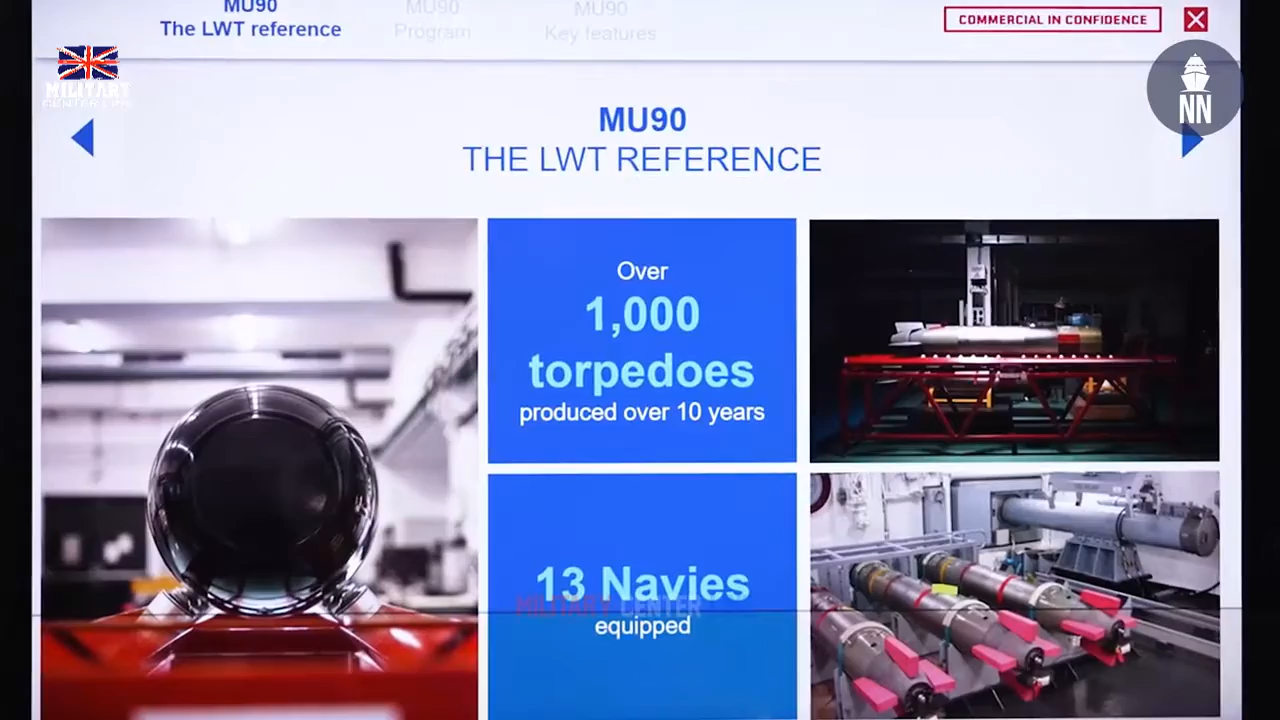 MU90
The LWT reference
MU90
Program
MU90
Key features
COMMERCIAL IN CONFIDENCE
NN
MU90
THE LWT REFERENCE
Over
1,000
torpedoes
produced over 10 years
13 Navies
MILITARY CENTER
equipped